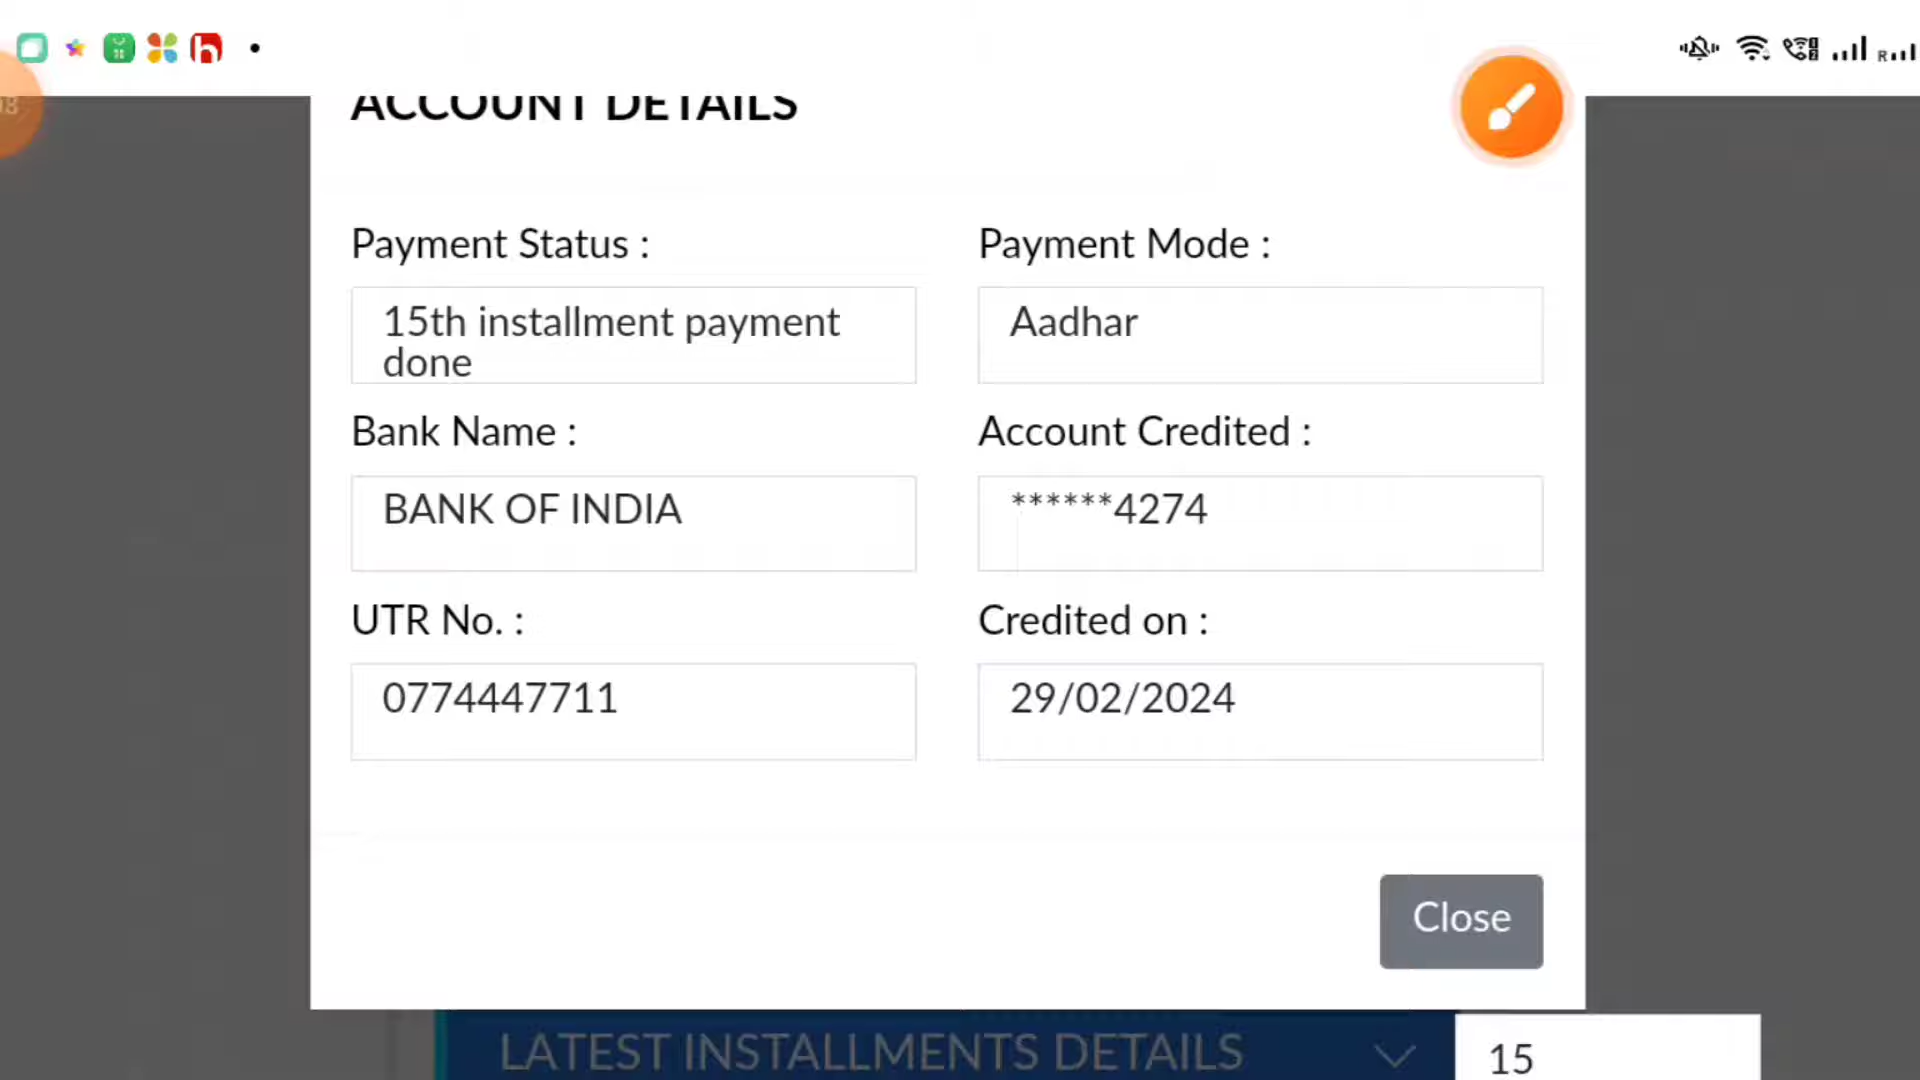 ACCOUNT DETAILS
Payment Status :
Payment Mode :
15th installment payment
done
Aadhar
Bank Name :
Account Credited :
BANK OF INDIA
******4274
UTR No. :
Credited on :
0774447711
29/02/2024
Close
LATEST INSTALLMENTS DETAILS
15